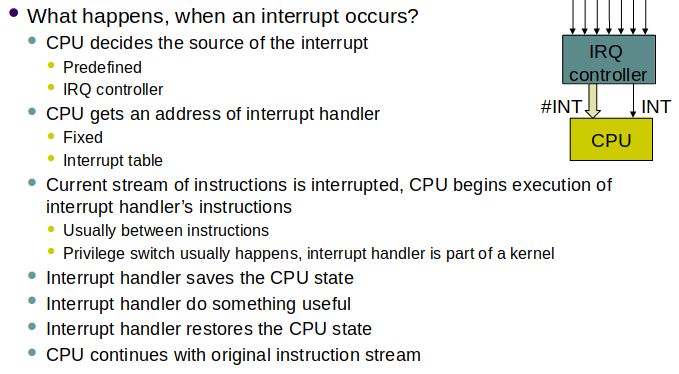 What happens, when an interrupt occurs?
CPU decides the source of the interrupt
Predefined
IRQ controller
CPU gets an address of interrupt handler
Fixed
Interrupt table
Current stream of instructions is interrupted, CPU begins execution of
interrupt handler's instructions
Usually between instructions
Privilege switch usually happens, interrupt handler is part of a kernel
Interrupt handler saves the CPU state
Interrupt handler do something useful
Interrupt handler restores the CPU state
CPU continues with original instruction stream
IRQ
controller
#INT
INT
CPU